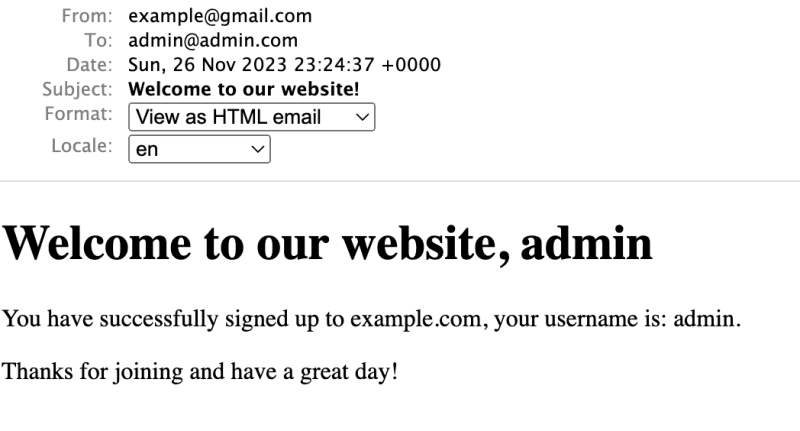 From: example@gmail.com
To: admin@admin.com
Date: Sun, 26 Nov 2023 23:24:37 +0000
Subject: Welcome to our website!
Format: View as HTML email
Locale: en
Welcome to our website, admin
You have successfully signed up to example.com, your username is: admin.
Thanks for joining and have a great day!